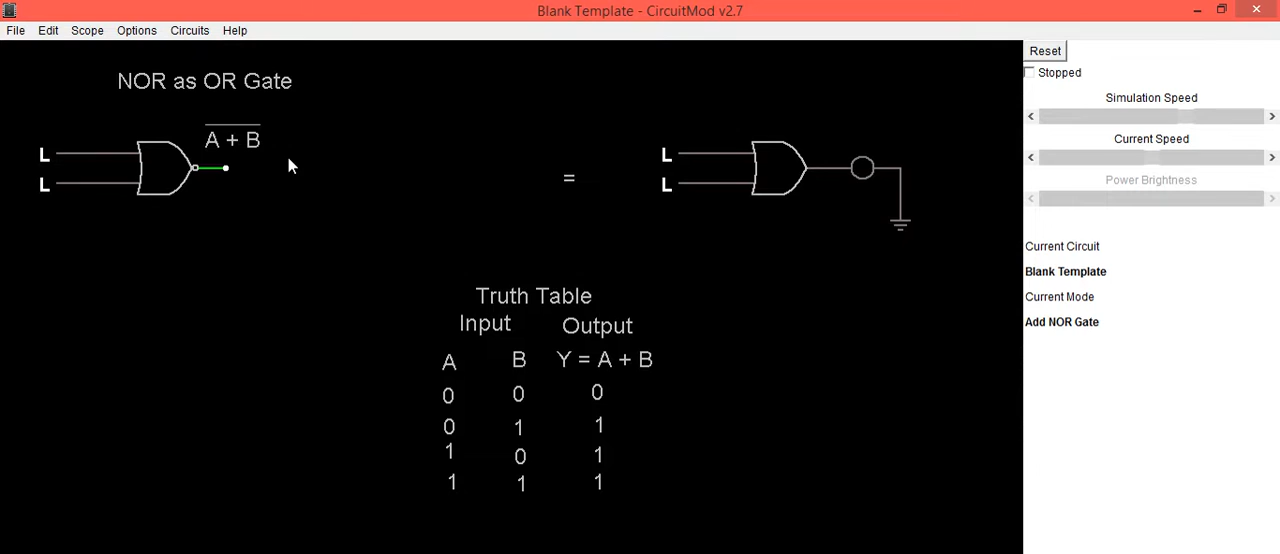 Blank Template - CircuitMod v2.7
File Edit Scope Options Circuits Help
Reset
Stopped
Simulation Speed
Current Speed
Power Brightness
Current Circuit
Blank Template
Current Mode
Add NOR Gate
NOR as OR Gate
A + B
L
L
=
L
L
Truth Table
Input Output
A B Y = A + B
0 0 0
0 1 1
1 0 1
1 1 1